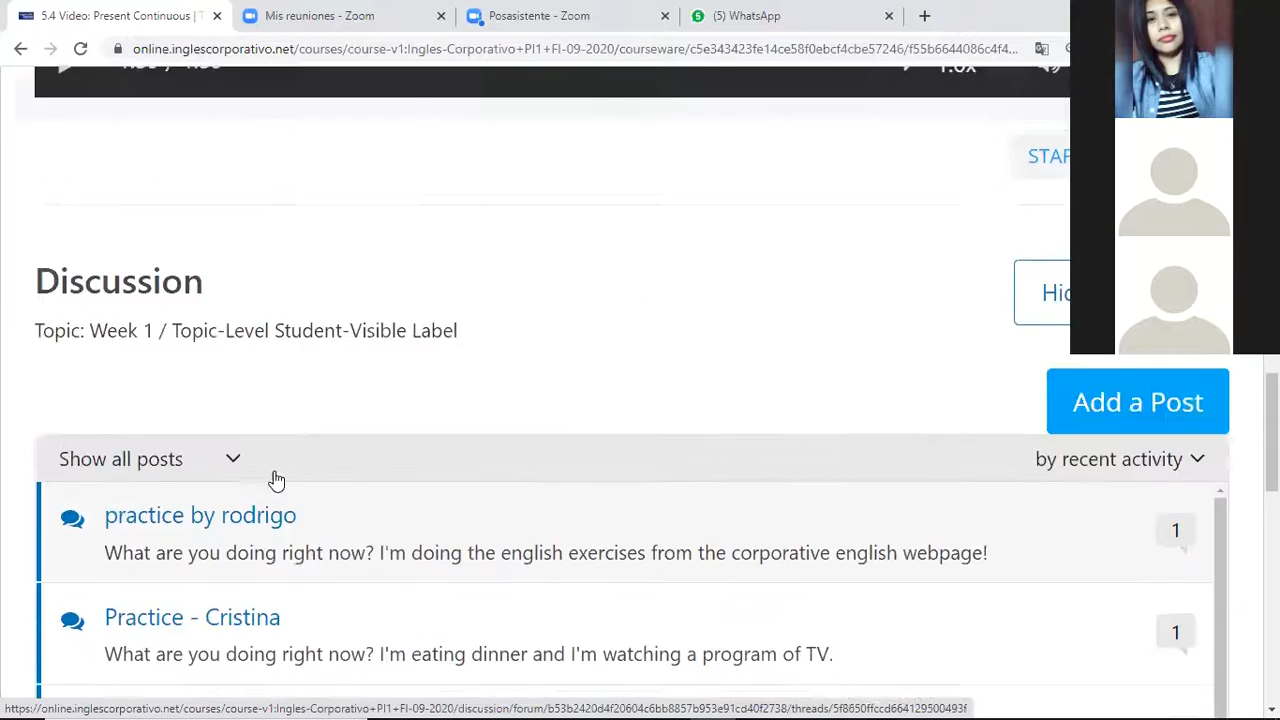 5.4 Video: Present Continuous | T
Mis reuniones - Zoom
Posasistente - Zoom
(5) WhatsApp
online.inglescorporativo.net/courses/course-v1:Ingles-Corporativo+PI1+FI-09-2020/courseware/c5e343423fe14ce58f0ebcf4cbe57246/f55b6644086c4f4...
1.0x
STAF
Discussion
Hid
Topic: Week 1 / Topic-Level Student-Visible Label
Add a Post
Show all posts
by recent activity
practice by rodrigo
1
What are you doing right now? I'm doing the english exercises from the corporative english webpage!
Practice - Cristina
1
What are you doing right now? I'm eating dinner and I'm watching a program of TV.
https://online.inglescorporativo.net/courses/course-v1:Ingles-Corporativo+PI1+FI-09-2020/discussion/forum/b53b2420d4f20604c6bb8857b953e91cd40f2738/threads/5f8650ffccd664129500493f